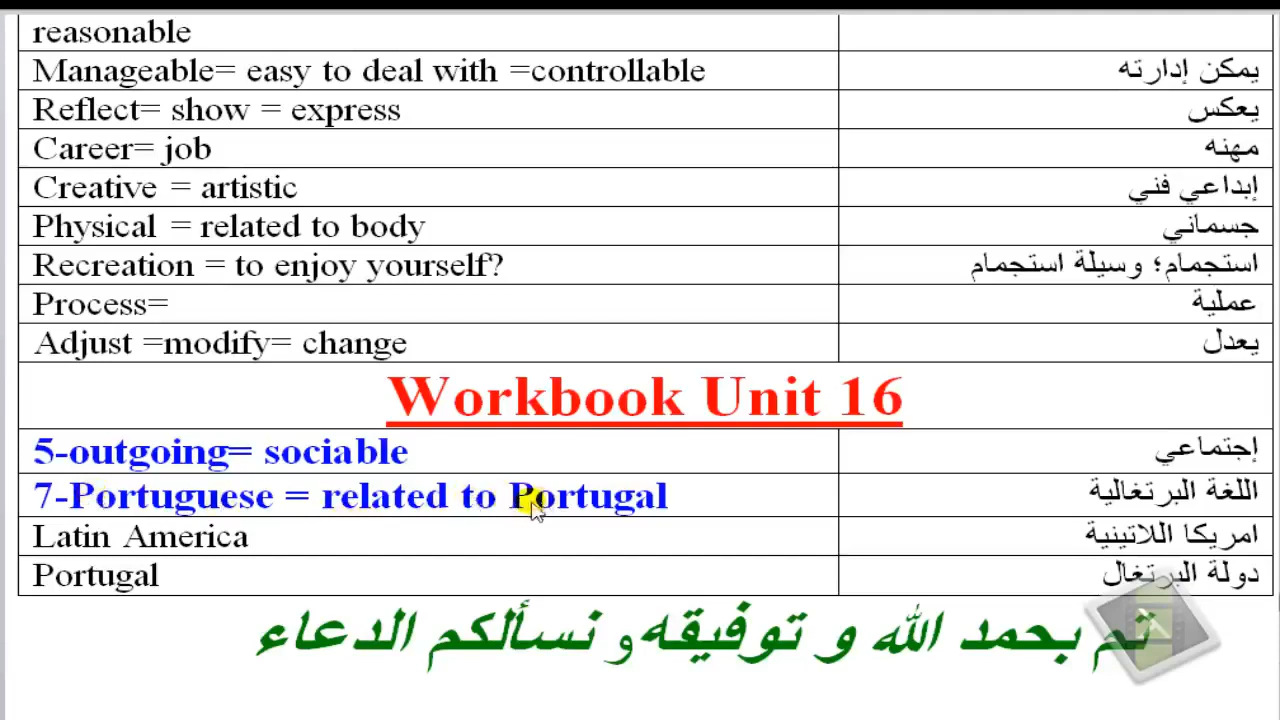 reasonable
Manageable= easy to deal with =controllable يمكن إدارته
Reflect= show = express يعكس
Career= job مهنه
Creative = artistic إبداعي فني
Physical = related to body جسماني
Recreation = to enjoy yourself? استجمام؛ وسيلة استجمام
Process= عملية
Adjust =modify= change يعدل
Workbook Unit 16
5-outgoing= sociable إجتماعي
7-Portuguese = related to Portugal اللغة البرتغالية
Latin America امريكا اللاتينية
Portugal دولة البرتغال
تم بحمد الله و توفيقه و نسألكم الدعاء